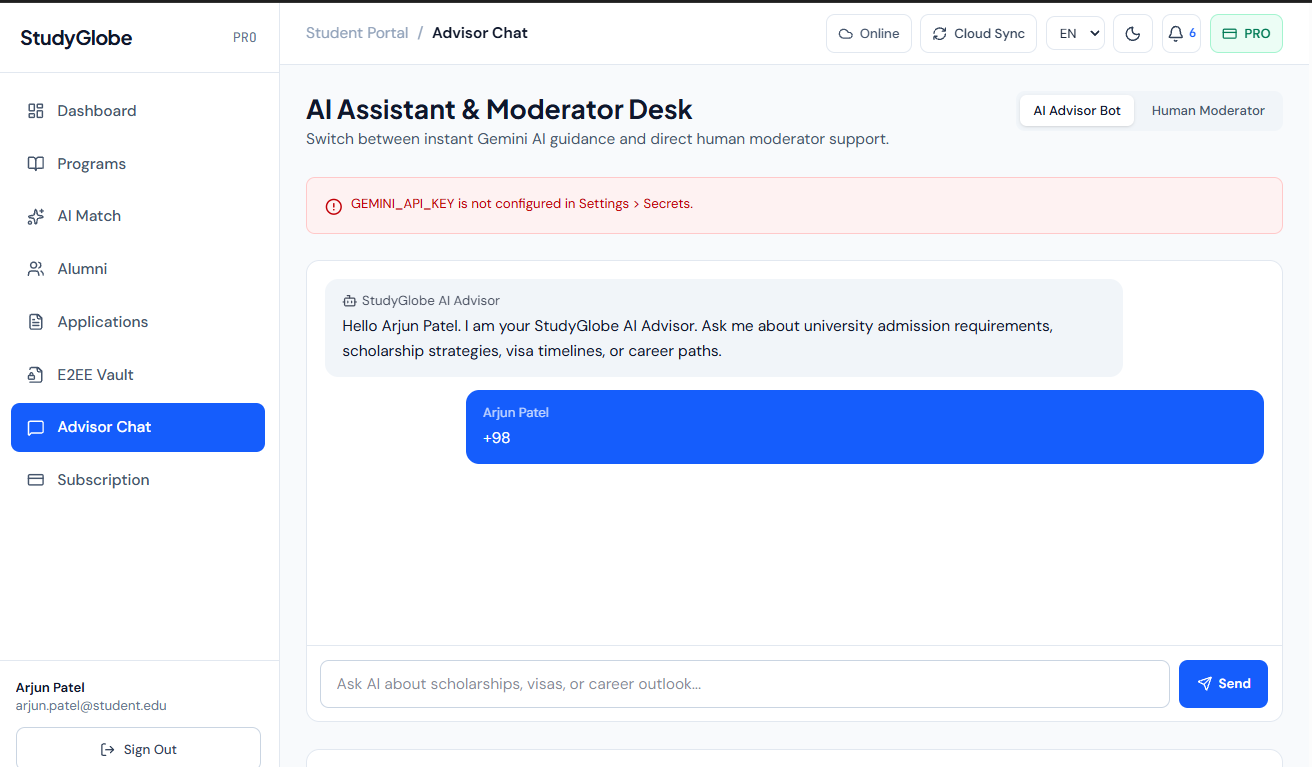 StudyGlobe
PRO
Dashboard
Programs
AI Match
Alumni
Applications
E2EE Vault
Advisor Chat
Subscription
Arjun Patel
arjun.patel@student.edu
Sign Out
Student Portal / Advisor Chat
Online
Cloud Sync
EN
6
PRO
AI Assistant & Moderator Desk
Switch between instant Gemini AI guidance and direct human moderator support.
AI Advisor Bot
Human Moderator
GEMINI_API_KEY is not configured in Settings > Secrets.
StudyGlobe AI Advisor
Hello Arjun Patel. I am your StudyGlobe AI Advisor. Ask me about university admission requirements,
scholarship strategies, visa timelines, or career paths.
Arjun Patel
+98
Ask AI about scholarships, visas, or career outlook...
Send